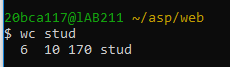 20bca117@lAB211 ~/asp/web
$ wc stud
6 10 170 stud